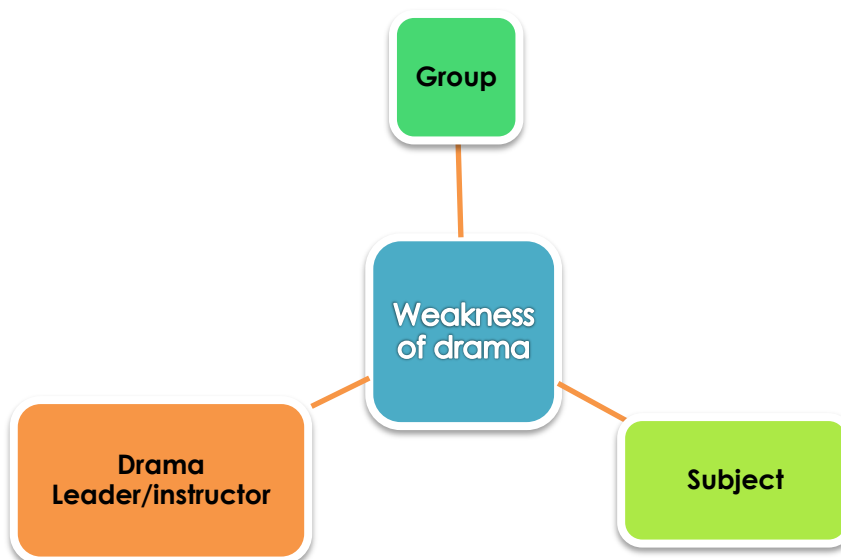 Group
Weakness
of drama
Drama
Leader/instructor
Subject